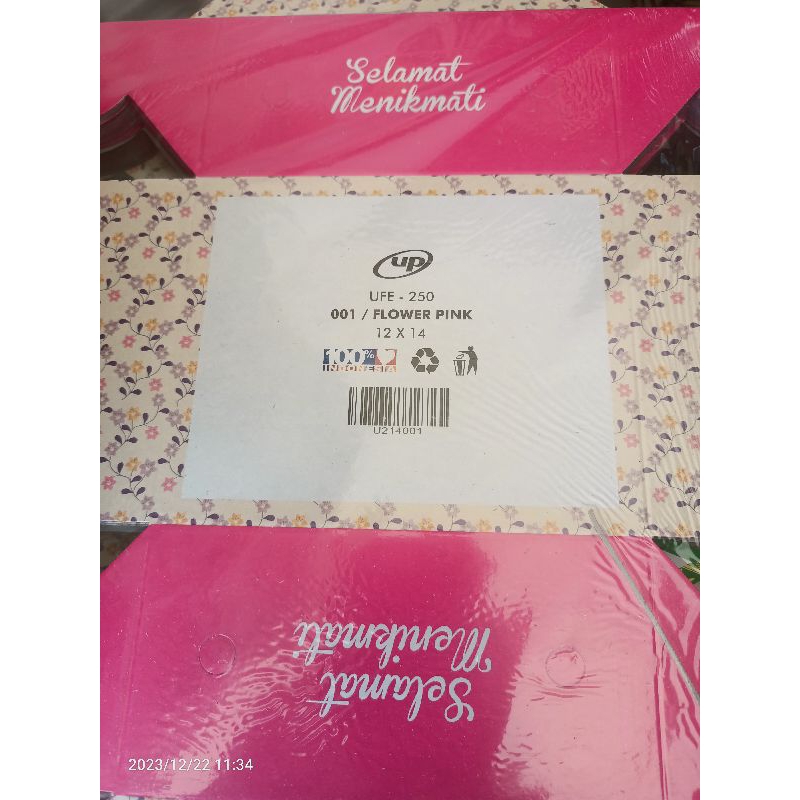 Selamat
Menikmati
up
UFE - 250
001 / FLOWER PINK
12 X 14
100%
INDONESIA
U214001
Selamat
Menikmati
2023/12/22 11:34